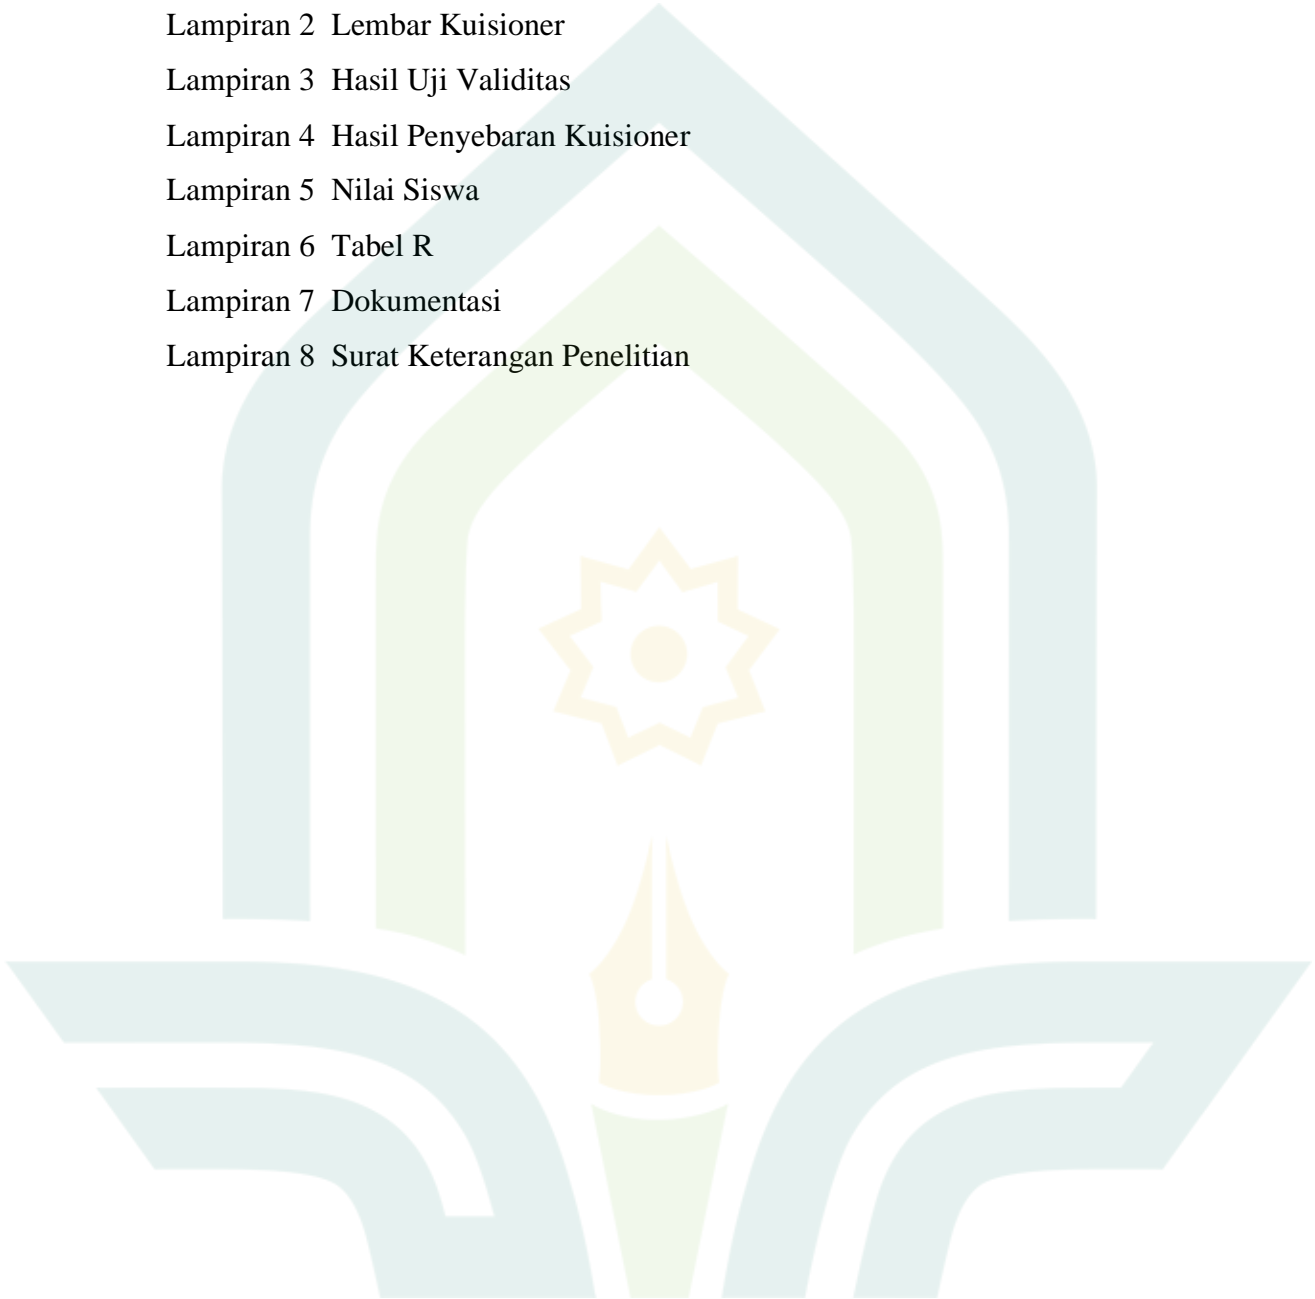 Lampiran 2 Lembar Kuisioner
Lampiran 3 Hasil Uji Validitas
Lampiran 4 Hasil Penyebaran Kuisioner
Lampiran 5 Nilai Siswa
Lampiran 6 Tabel R
Lampiran 7 Dokumentasi
Lampiran 8 Surat Keterangan Penelitian